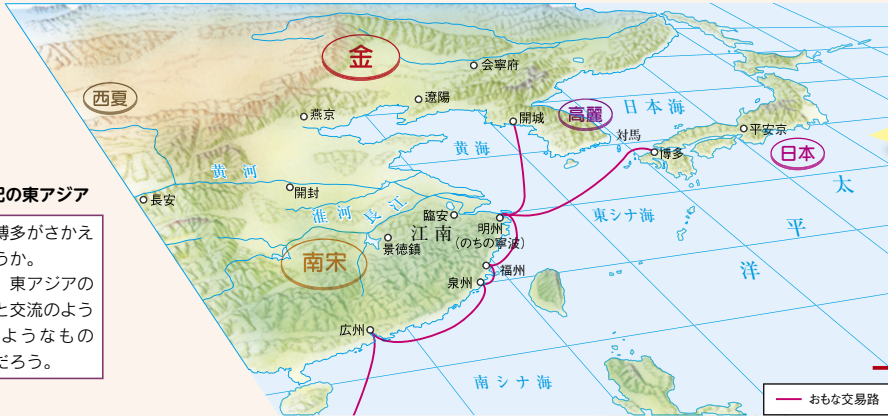 金
西夏
会寧府
遼陽
燕京
高麗
日本海
開城
対馬
博多
平安京
日本
黄海
黄河
長安
開封
淮河
長江
臨安
江南
明州
(のちの寧波)
景徳鎮
南宋
東シナ海
太平洋
福州
泉州
広州
南シナ海
おもな交易路
の東アジア
博多がさかえ
うか。
東アジアの
と交流のよう
ようなもの
だろう。